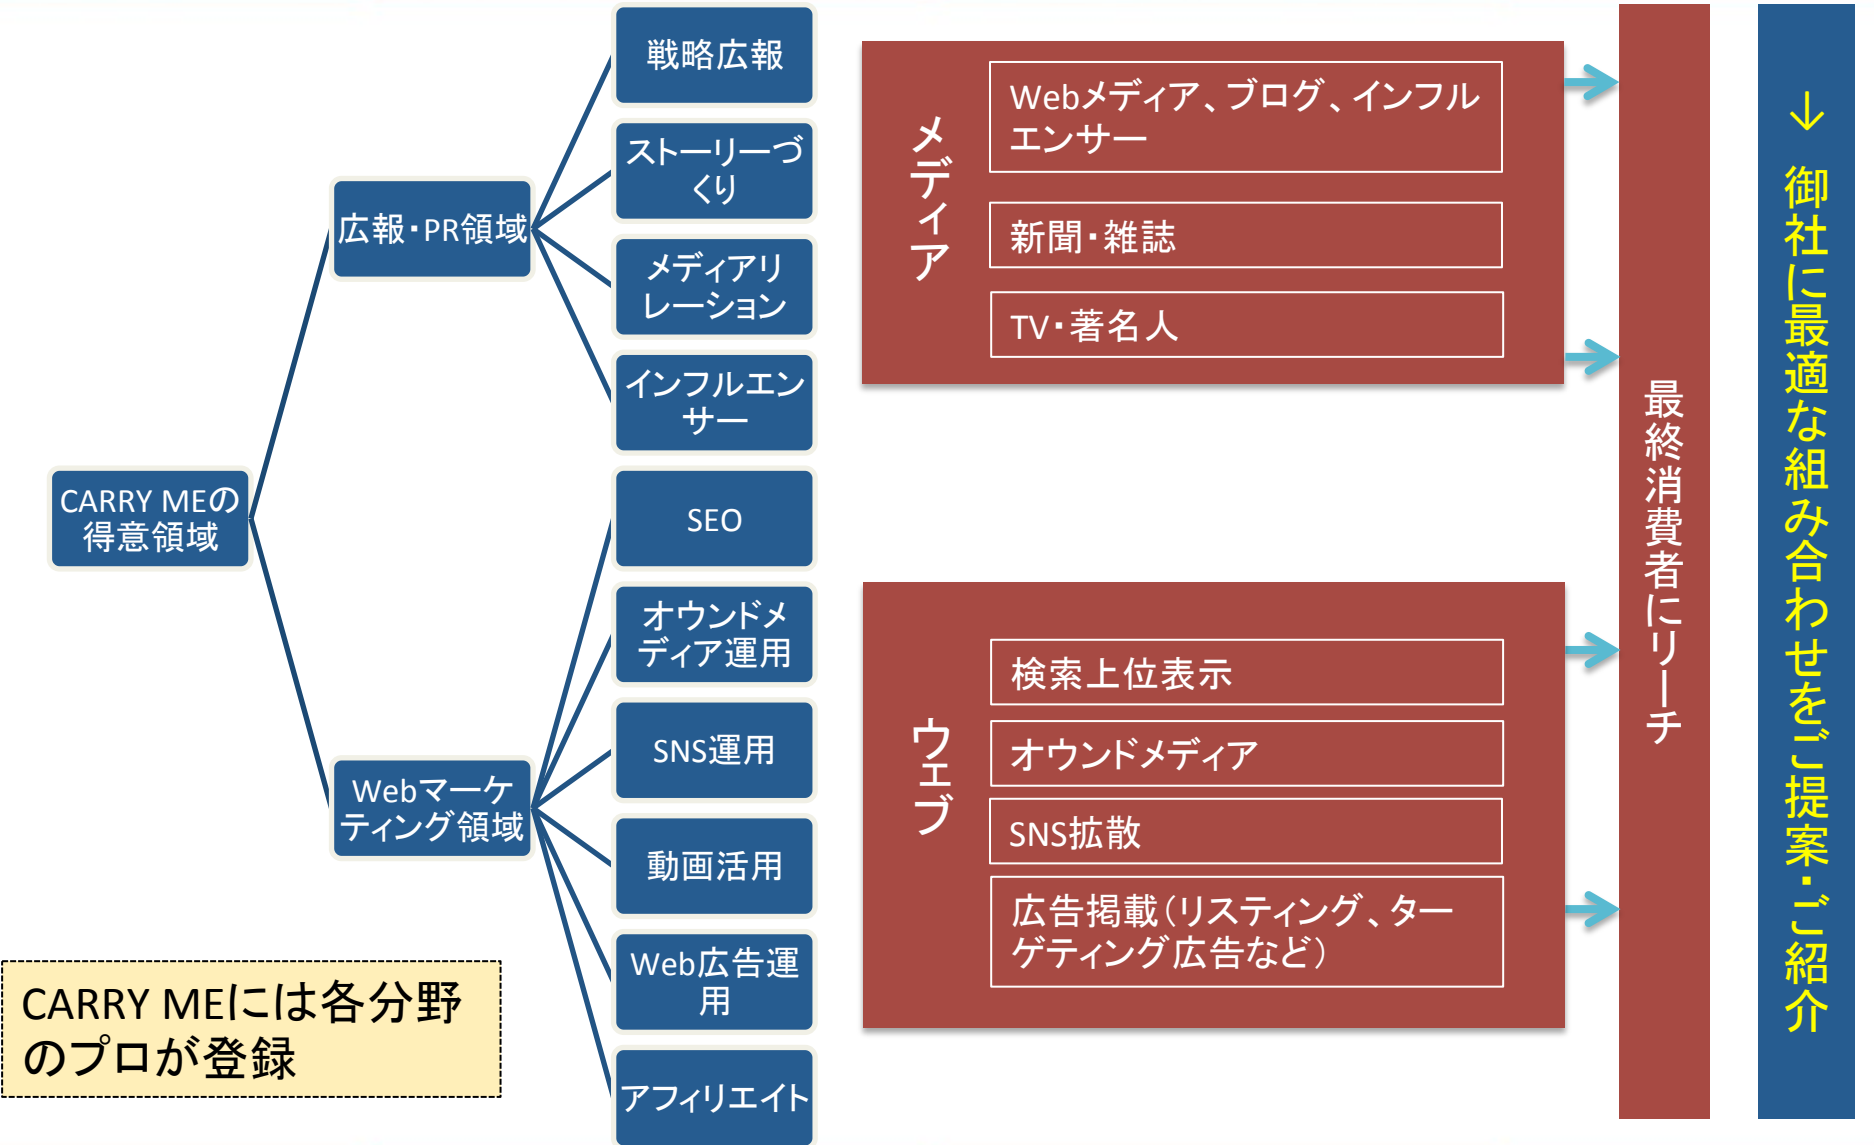 CARRY MEの
得意領域
広報・PR領域
Webマーケ
ティング領域
戦略広報
ストーリーづ
くり
メディアリ
レーション
インフルエン
サー
SEO
オウンドメ
ディア運用
SNS運用
動画活用
Web広告運
用
アフィリエイト
メディア
Webメディア、ブログ、インフル
エンサー
新聞・雑誌
TV・著名人
ウェブ
検索上位表示
オウンドメディア
SNS拡散
広告掲載（リスティング、ター
ゲティング広告など）
最終消費者にリーチ
↓ 御社に最適な組み合わせをご提案・ご紹介
CARRY MEには各分野
のプロが登録